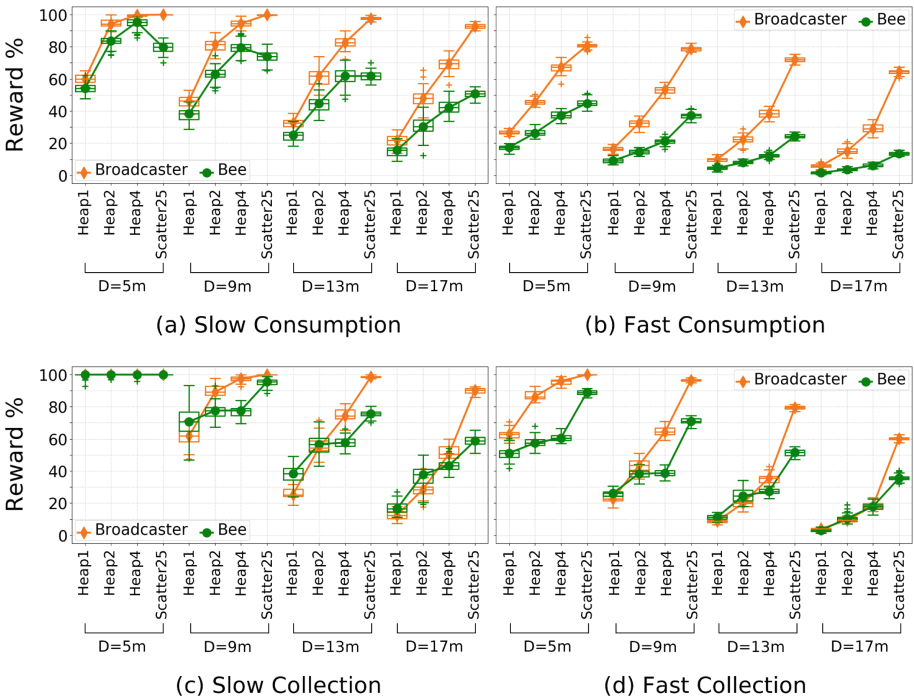 Reward %
100
80
60
40
20
0
Broadcaster Bee
Broadcaster Bee
Heap1 Heap2 Heap4 Scatter25 Heap1 Heap2 Heap4 Scatter25 Heap1 Heap2 Heap4 Scatter25 Heap1 Heap2 Heap4 Scatter25
Heap1 Heap2 Heap4 Scatter25 Heap1 Heap2 Heap4 Scatter25 Heap1 Heap2 Heap4 Scatter25 Heap1 Heap2 Heap4 Scatter25
D=5m D=9m D=13m D=17m
D=5m D=9m D=13m D=17m
(a) Slow Consumption
(b) Fast Consumption
Reward %
100
80
60
40
20
0
Broadcaster Bee
Broadcaster Bee
Heap1 Heap2 Heap4 Scatter25 Heap1 Heap2 Heap4 Scatter25 Heap1 Heap2 Heap4 Scatter25 Heap1 Heap2 Heap4 Scatter25
Heap1 Heap2 Heap4 Scatter25 Heap1 Heap2 Heap4 Scatter25 Heap1 Heap2 Heap4 Scatter25 Heap1 Heap2 Heap4 Scatter25
D=5m D=9m D=13m D=17m
D=5m D=9m D=13m D=17m
(c) Slow Collection
(d) Fast Collection